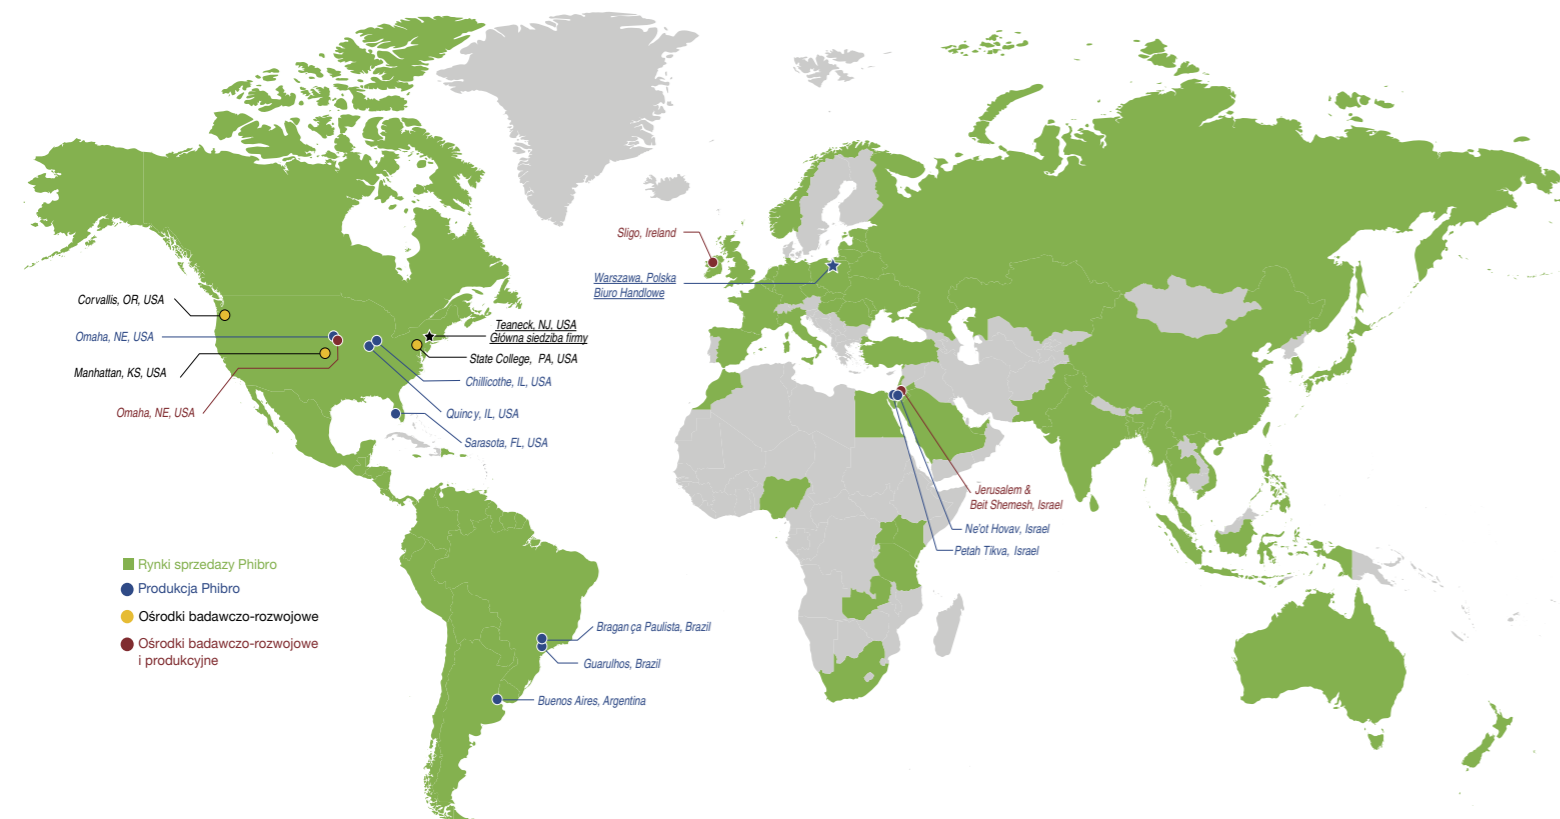 Sligo, Ireland
Warszawa, Polska
Biuro Handlowe
Corvallis, OR, USA
Omaha, NE, USA
Manhattan, KS, USA
Omaha, NE, USA
Teaneck, NJ, USA
Główna siedziba firmy
State College, PA, USA
Chillicothe, IL, USA
Quincy, IL, USA
Sarasota, FL, USA
Jerusalem &
Beit Shemesh, Israel
Ne'ot Hovav, Israel
Petah Tikva, Israel
Rynki sprzedazy Phibro
Produkcja Phibro
Ośrodki badawczo-rozwojowe
Ośrodki badawczo-rozwojowe
i produkcyjne
Bragança Paulista, Brazil
Guarulhos, Brazil
Buenos Aires, Argentina